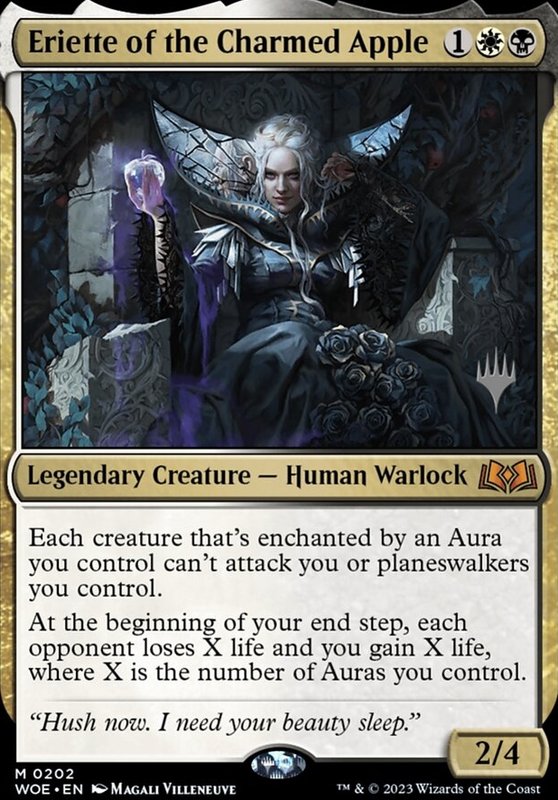 Eriette of the Charmed Apple 1
Legendary Creature — Human Warlock
Each creature that's enchanted by an Aura
you control can't attack you or planeswalkers
you control.
At the beginning of your end step, each
opponent loses X life and you gain X life,
where X is the number of Auras you control.
“Hush now. I need your beauty sleep.”
2/4
M 0202
WOE • EN Magali Villeneuve
™ & © 2023 Wizards of the Coast